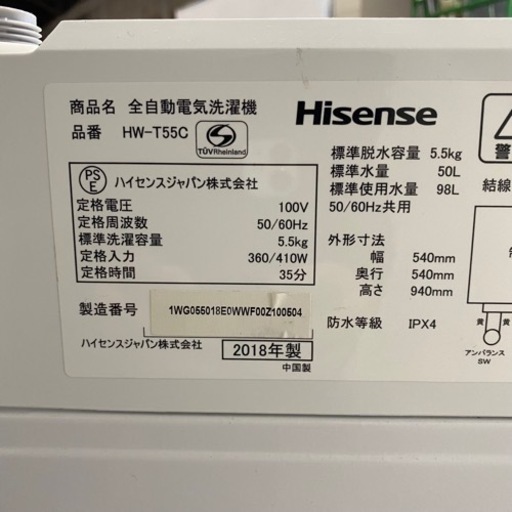 商品名 全自動電気洗濯機
品番 HW-T55C
TÜVRheinland
Hisense
PSE ハイセンスジャパン株式会社
定格電圧 100V
定格周波数 50/60Hz
標準洗濯容量 5.5kg
定格入力 360/410W
定格時間 35分
製造番号 1WG055018E0WWF00Z100504
ハイセンスジャパン株式会社 2018年製
中国製
標準脱水容量 5.5kg
標準水量 50L
標準使用水量 98L
50/60Hz共用
外形寸法
幅 540mm
奥行 540mm
高さ 940mm
防水等級 IPX4
警
結線
黄 黄
アンバランス
SW